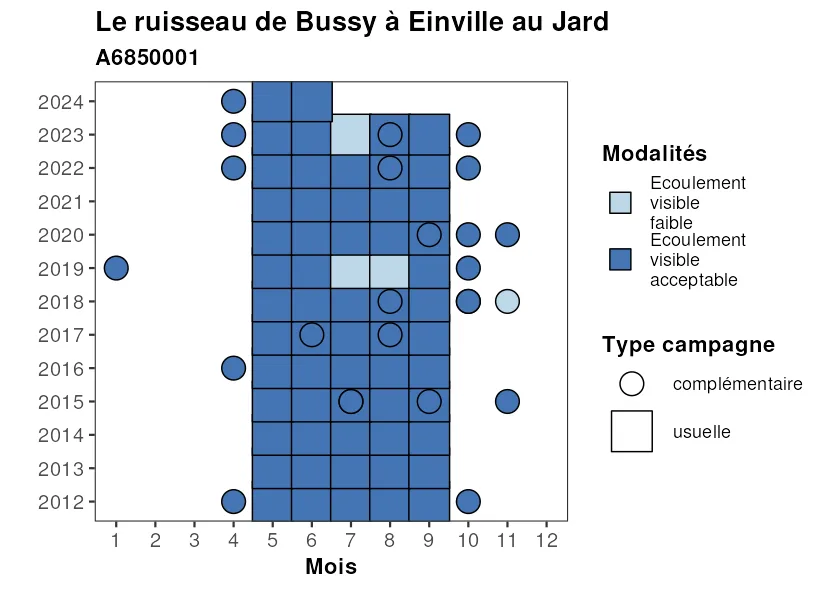 Le ruisseau de Bussy à Einville au Jard
A6850001
2024
2023
2022
2021
2020
2019
2018
2017
2016
2015
2014
2013
2012
1 2 3 4 5 6 7 8 9 10 11 12
Mois
Modalités
Ecoulement
visible
faible
Ecoulement
visible
acceptable
Type campagne
complémentaire
usuelle